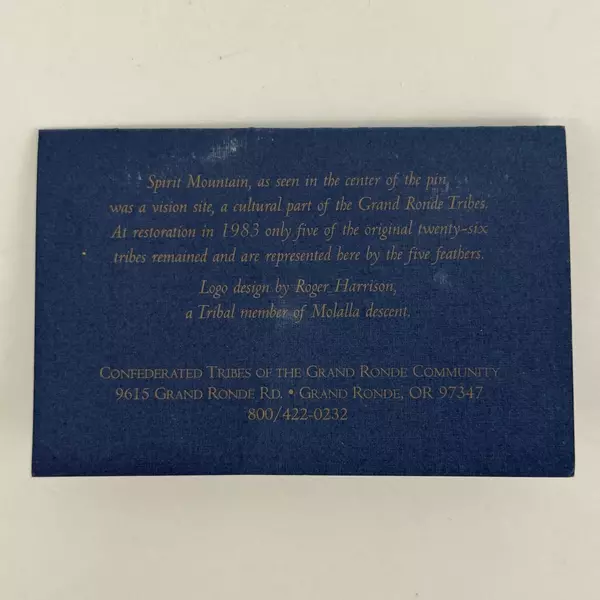 Spirit Mountain, as seen in the center of the pin,
was a vision site, a cultural part of the Grand Ronde Tribes.
At restoration in 1983 only five of the original twenty-six
tribes remained and are represented here by the five feathers.
Logo design by Roger Harrison,
a Tribal member of Molalla descent.
CONFEDERATED TRIBES OF THE GRAND RONDE COMMUNITY
9615 GRAND RONDE RD. • GRAND RONDE, OR 97347
800/422-0232